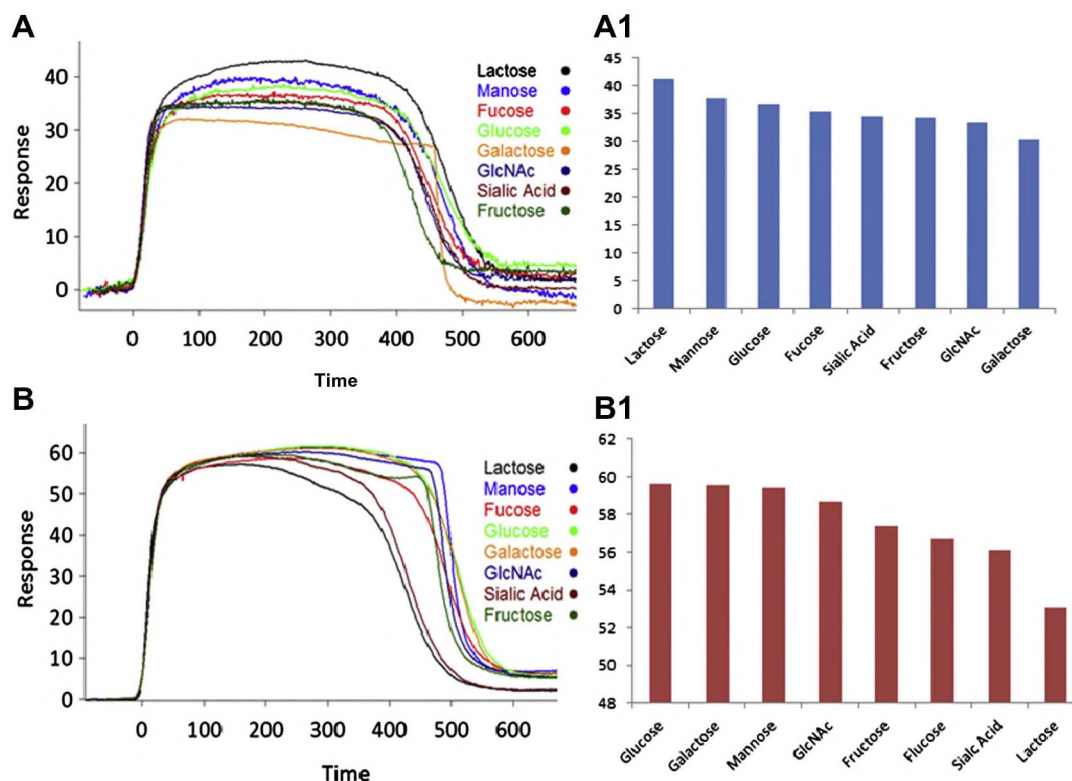 A
Response
40
30
20
10
0
0 100 200 300 400 500 600
Time
Lactose
Manose
Fucose
Glucose
Galactose
GlcNAc
Sialic Acid
Fructose
A1
45
40
35
30
25
20
15
10
5
0
Lactose
Mannose
Glucose
Fucose
Sialic Acid
Fructose
GlcNAc
Galactose
B
Response
60
50
40
30
20
10
0
0 100 200 300 400 500 600
Time
Lactose
Manose
Fucose
Glucose
Galactose
GlcNAc
Sialic Acid
Fructose
B1
62
60
58
56
54
52
50
48
Glucose
Galactose
Mannose
GlcNAc
Fructose
Flucose
Sialc Acid
Lactose